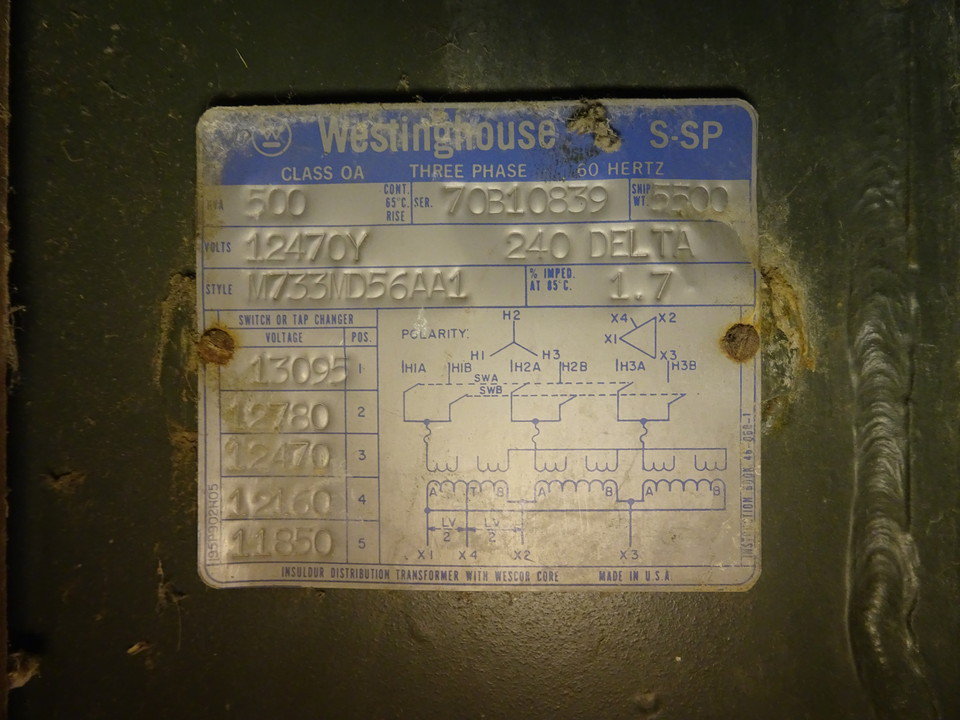 W Westinghouse S-SP
CLASS OA THREE PHASE 60 HERTZ
KVA 500 CONT. 65°C. RISE SER. 70B10839 SHIP. WT. 5500
VOLTS 12470Y 240 DELTA
STYLE M733MD56AA1 % IMPED. AT 85°C. 1.7
SWITCH OR TAP CHANGER
VOLTAGE POS.
13095 1
12780 2
12470 3
12160 4
11850 5
POLARITY:
H2
H1 H3
X4 X2
X1
X3
H1A H1B H2A H2B H3A H3B
SWA
SWB
A T B A B A B
LV/2 LV/2
X1 X4 X2 X3
INSULDUR DISTRIBUTION TRANSFORMER WITH WESCOR CORE MADE IN U.S.A.